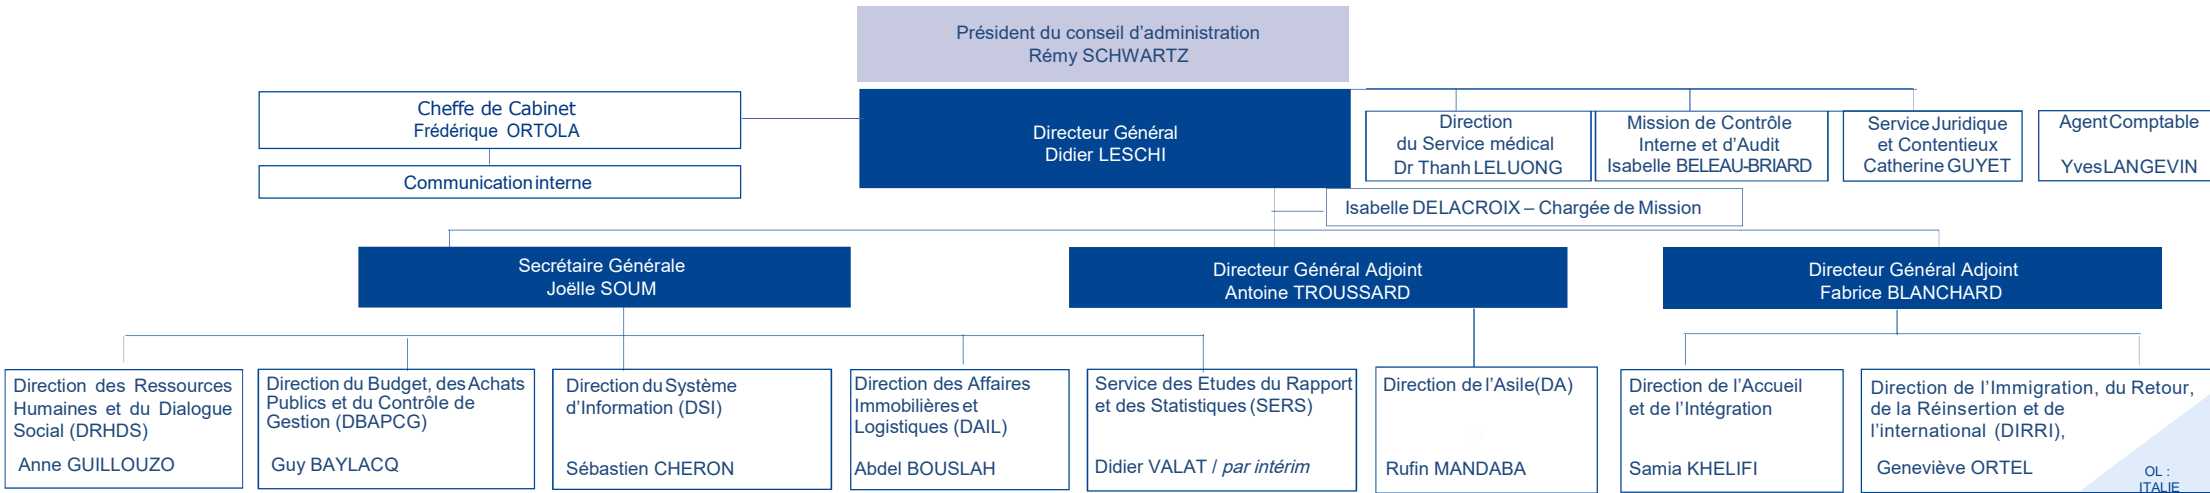 Président du conseil d’administration
Rémy SCHWARTZ
Cheffe de Cabinet
Frédérique ORTOLA
Communication interne
Directeur Général
Didier LESCHI
Direction
du Service médical
Dr Thanh LELUONG
Mission de Contrôle
Interne et d’Audit
Isabelle BELEAU-BRIARD
Service Juridique
et Contentieux
Catherine GUYET
Agent Comptable
Yves LANGEVIN
Isabelle DELACROIX – Chargée de Mission
Secrétaire Générale
Joëlle SOUM
Directeur Général Adjoint
Antoine TROUSSARD
Directeur Général Adjoint
Fabrice BLANCHARD
Direction des Ressources
Humaines et du Dialogue
Social (DRHDS)
Anne GUILLOUZO
Direction du Budget, des Achats
Publics et du Contrôle de
Gestion (DBAPCG)
Guy BAYLACQ
Direction du Système
d’Information (DSI)
Sébastien CHERON
Direction des Affaires
Immobilières et
Logistiques (DAIL)
Abdel BOUSLAH
Service des Etudes du Rapport
et des Statistiques (SERS)
Didier VALAT / par intérim
Direction de l’Asile(DA)
Rufin MANDABA
Direction de l’Accueil
et de l’Intégration
Samia KHELIFI
Direction de l’Immigration, du Retour,
de la Réinsertion et de
l’international (DIRRI),
Geneviève ORTEL
OL :
ITALIE